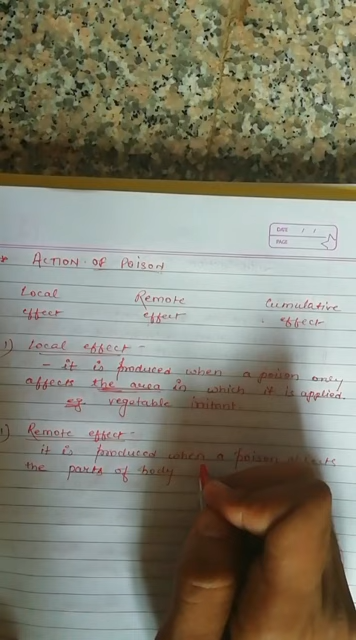 DATE / /
PAGE
* ACTION OF POISON
Local Remote Cumulative
effect effect effect
1) Local effect -
- it is produced when a poison only
affects the area in which it is applied.
eg vegetable irritant
Remote effect -
it is produced when a poison
the parts of body